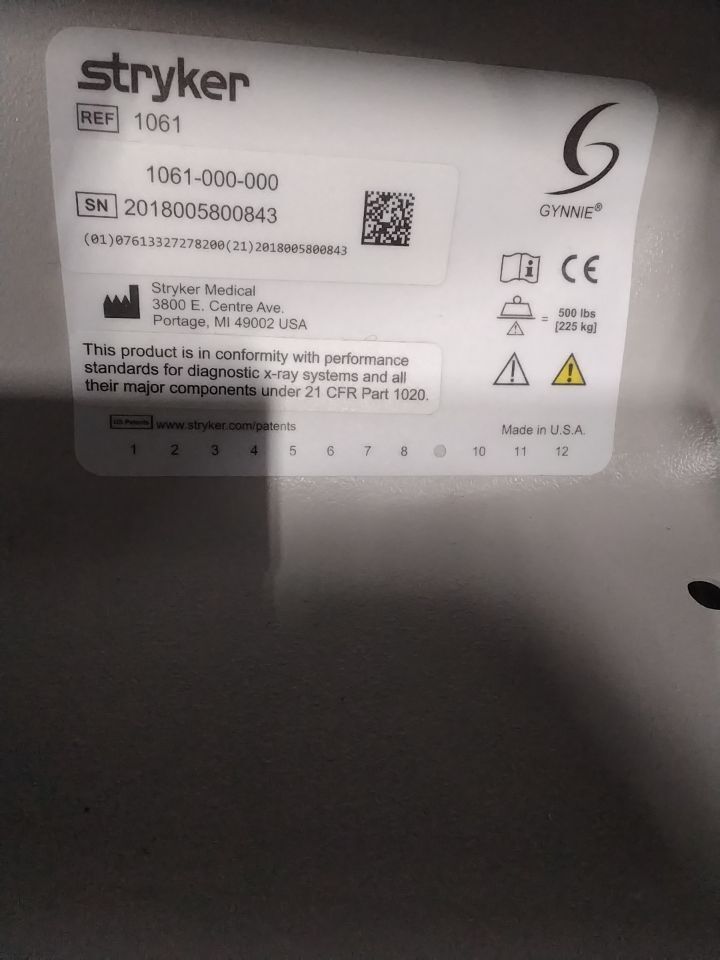 stryker
REF 1061
1061-000-000
SN 2018005800843
(01)07613327278200(21)2018005800843
GYNNIE®
CE
500 lbs
[225 kg]
=
Stryker Medical
3800 E. Centre Ave.
Portage, MI 49002 USA
This product is in conformity with performance
standards for diagnostic x-ray systems and all
their major components under 21 CFR Part 1020.
US Patents www.stryker.com/patents
Made in U.S.A.
1 2 3 4 5 6 7 8 10 11 12